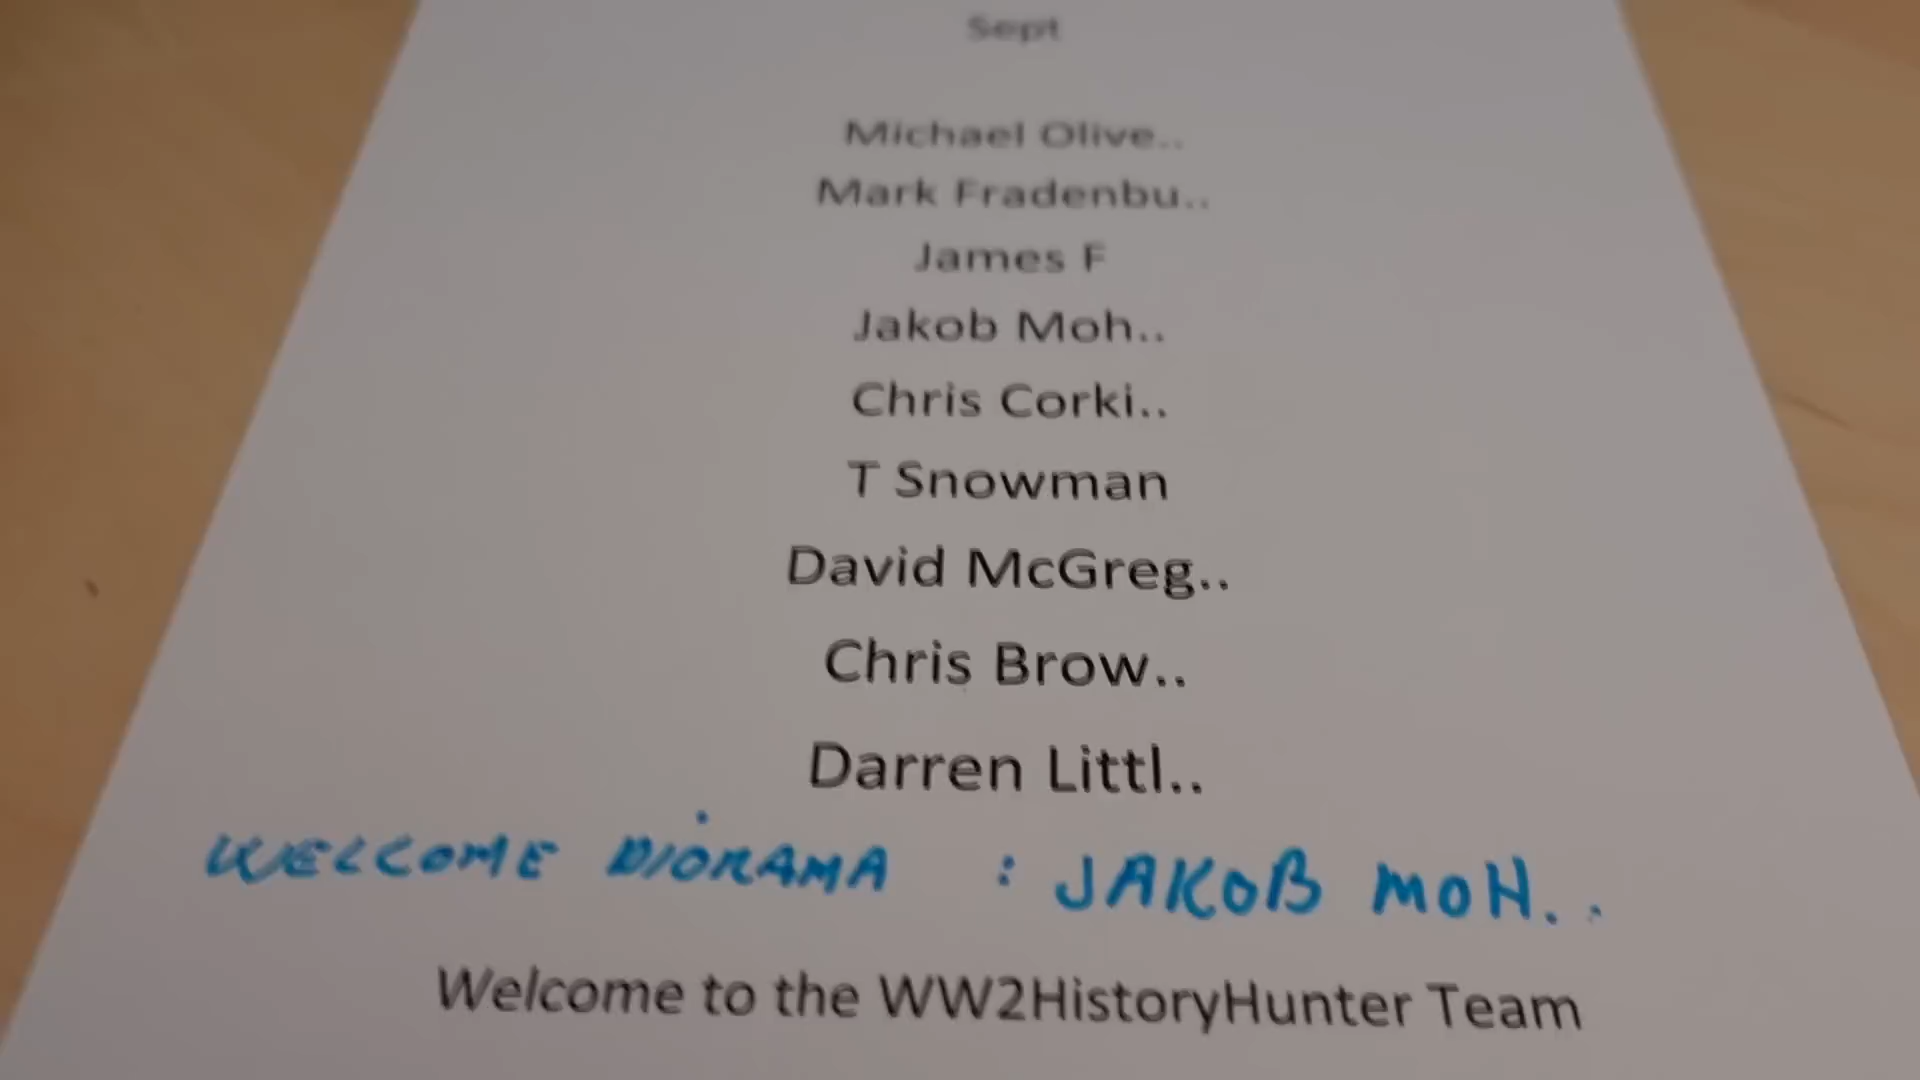 Sept
Michael Olive..
Mark Fradenbu..
James F
Jakob Moh..
Chris Corki..
T Snowman
David McGreg..
Chris Brow..
Darren Littl..
WELCOME DIORAMA : JAKOB MOH..
Welcome to the WW2HistoryHunter Team